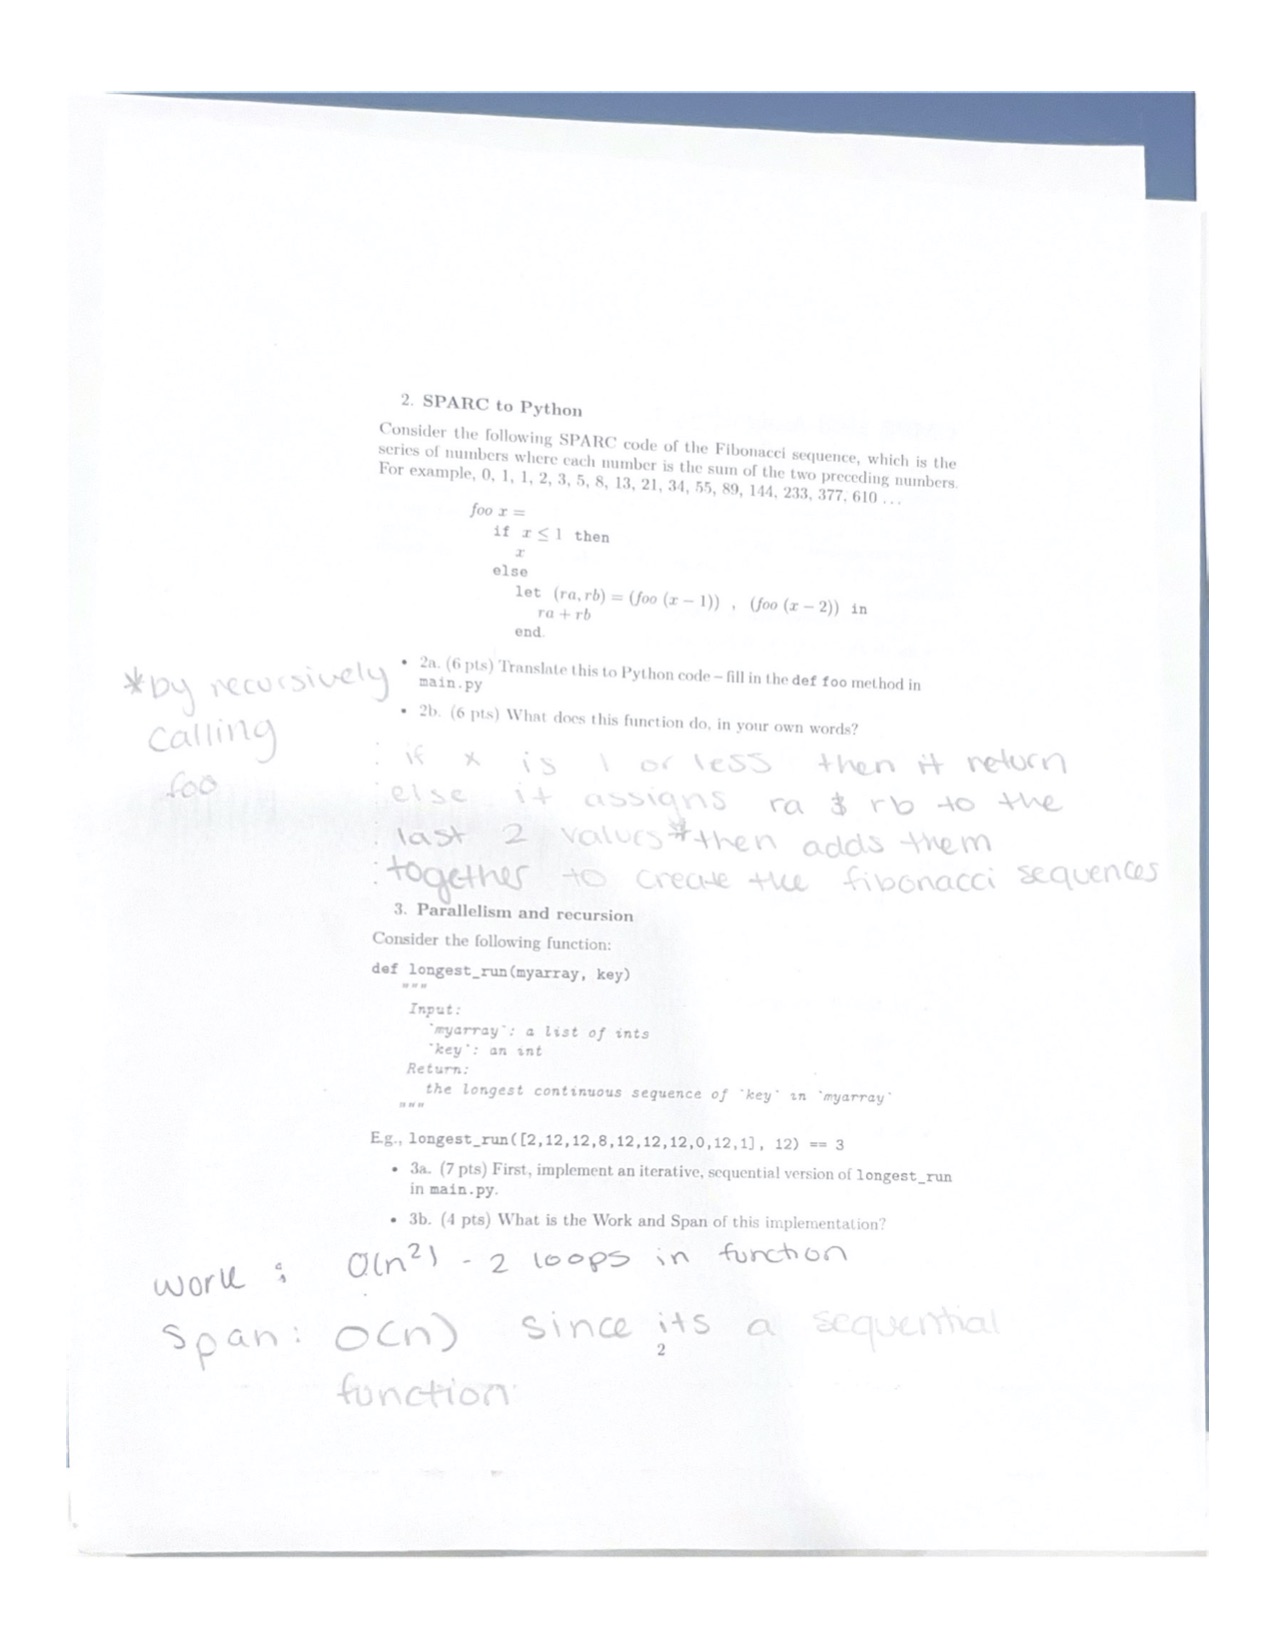 2. SPARC to Python
Consider the following SPARC code of the Fibonacci sequence, which is the
series of numbers where each number is the sum of the two preceding numbers.
For example, 0, 1, 1, 2, 3, 5, 8, 13, 21, 34, 55, 89, 144, 233, 377, 610 ...
foo x =
if x ≤ 1 then
x
else
let (ra, rb) = (foo (x − 1)) , (foo (x − 2)) in
ra + rb
end.
• 2a. (6 pts) Translate this to Python code – fill in the def foo method in
main.py
• 2b. (6 pts) What does this function do, in your own words?
*by recursively
calling
foo
if x is 1 or less then it return
else it assigns ra & rb to the
last 2 values * then adds them
together to create the fibonacci sequences
3. Parallelism and recursion
Consider the following function:
def longest_run(myarray, key)
"""
Input:
`myarray`: a list of ints
`key`: an int
Return:
the longest continuous sequence of `key` in `myarray`
"""
E.g., longest_run([2,12,12,8,12,12,12,0,12,1], 12) == 3
• 3a. (7 pts) First, implement an iterative, sequential version of longest_run
in main.py.
• 3b. (4 pts) What is the Work and Span of this implementation?
work : O(n²) - 2 loops in function
Span: O(n) since its a sequential
2
function